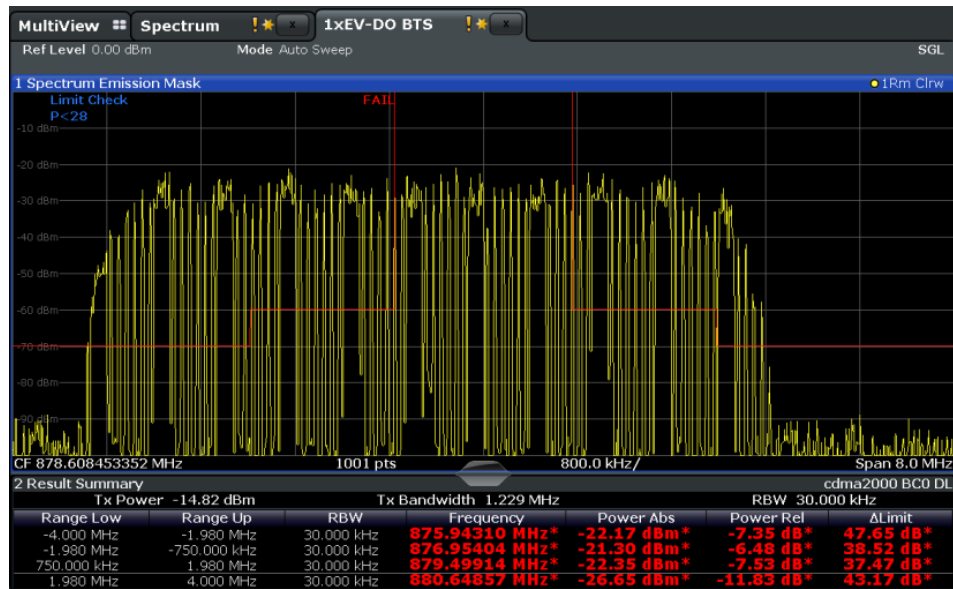 MultiView Spectrum ! x 1xEV-DO BTS ! x
Ref Level 0.00 dBm Mode Auto Sweep SGL
1 Spectrum Emission Mask 1Rm Clrw
Limit Check FAIL
P<28
-10 dBm
-20 dBm
-30 dBm
-40 dBm
-50 dBm
-60 dBm
-70 dBm
-80 dBm
-90 dBm
CF 878.608453352 MHz 1001 pts 800.0 kHz/ Span 8.0 MHz
2 Result Summary cdma2000 BC0 DL
Tx Power -14.82 dBm Tx Bandwidth 1.229 MHz RBW 30.000 kHz
Range Low Range Up RBW Frequency Power Abs Power Rel ΔLimit
-4.000 MHz -1.980 MHz 30.000 kHz 875.94310 MHz* -22.17 dBm* -7.35 dB* 47.65 dB*
-1.980 MHz -750.000 kHz 30.000 kHz 876.95404 MHz* -21.30 dBm* -6.48 dB* 38.52 dB*
750.000 kHz 1.980 MHz 30.000 kHz 879.49914 MHz* -22.35 dBm* -7.53 dB* 37.47 dB*
1.980 MHz 4.000 MHz 30.000 kHz 880.64857 MHz* -26.65 dBm* -11.83 dB* 43.17 dB*